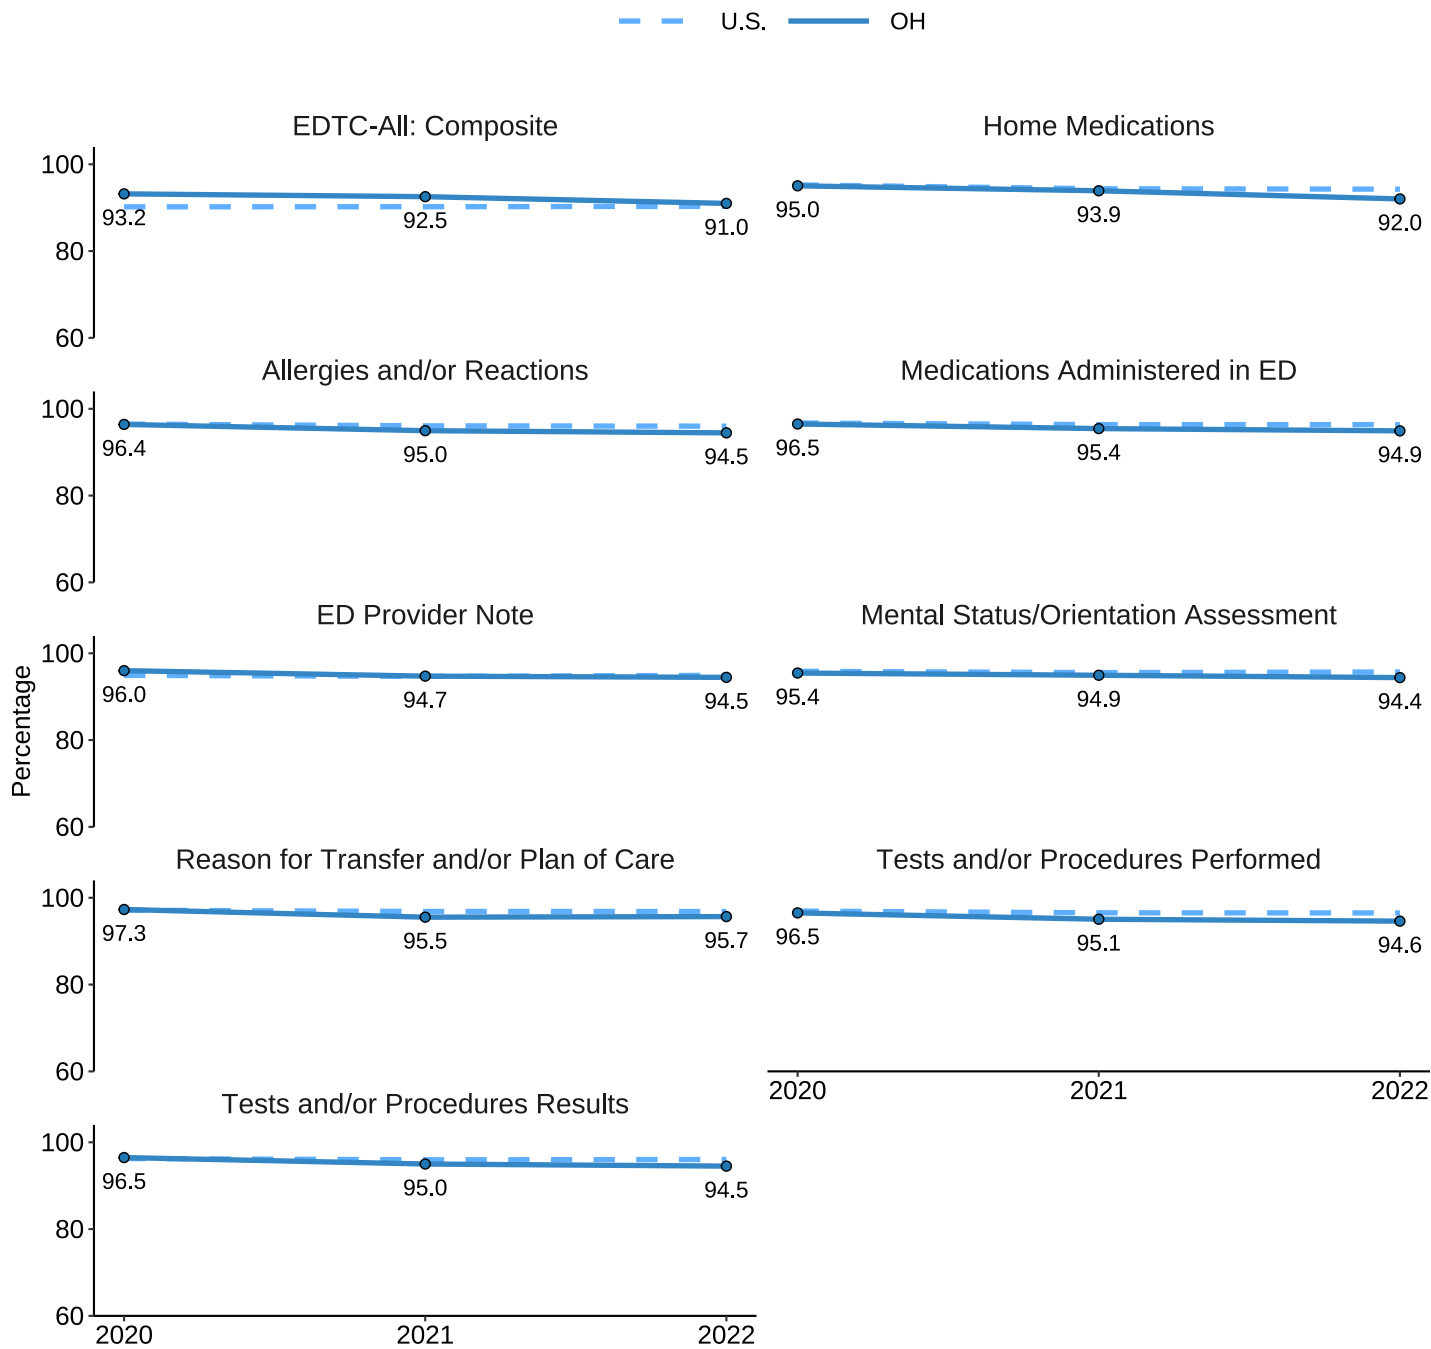 U.S. OH
EDTC-All: Composite
100
80
60
93.2 92.5 91.0
Home Medications
95.0 93.9 92.0
Allergies and/or Reactions
100
80
60
96.4 95.0 94.5
Medications Administered in ED
96.5 95.4 94.9
Percentage
ED Provider Note
100
80
60
96.0 94.7 94.5
Mental Status/Orientation Assessment
95.4 94.9 94.4
Reason for Transfer and/or Plan of Care
100
80
60
97.3 95.5 95.7
Tests and/or Procedures Performed
96.5 95.1 94.6
2020 2021 2022
Tests and/or Procedures Results
100
80
60
96.5 95.0 94.5
2020 2021 2022